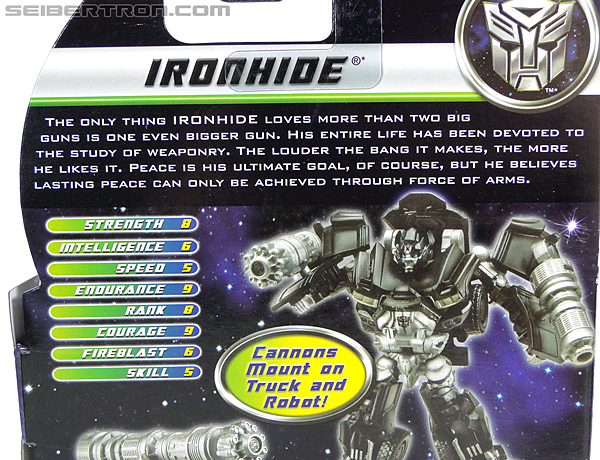 SEIBERTRON.COM
IRONHIDE®*
THE ONLY THING IRONHIDE LOVES MORE THAN TWO BIG
GUNS IS ONE EVEN BIGGER GUN. HIS ENTIRE LIFE HAS BEEN DEVOTED TO
THE STUDY OF WEAPONRY. THE LOUDER THE BANG IT MAKES, THE MORE
HE LIKES IT. PEACE IS HIS ULTIMATE GOAL, OF COURSE, BUT HE BELIEVES
LASTING PEACE CAN ONLY BE ACHIEVED THROUGH FORCE OF ARMS.
TM*
STRENGTH 8
INTELLIGENCE 6
SPEED 5
ENDURANCE 9
RANK 8
COURAGE 9
FIREBLAST 6
SKILL 5
Cannons
Mount on
Truck and
Robot!